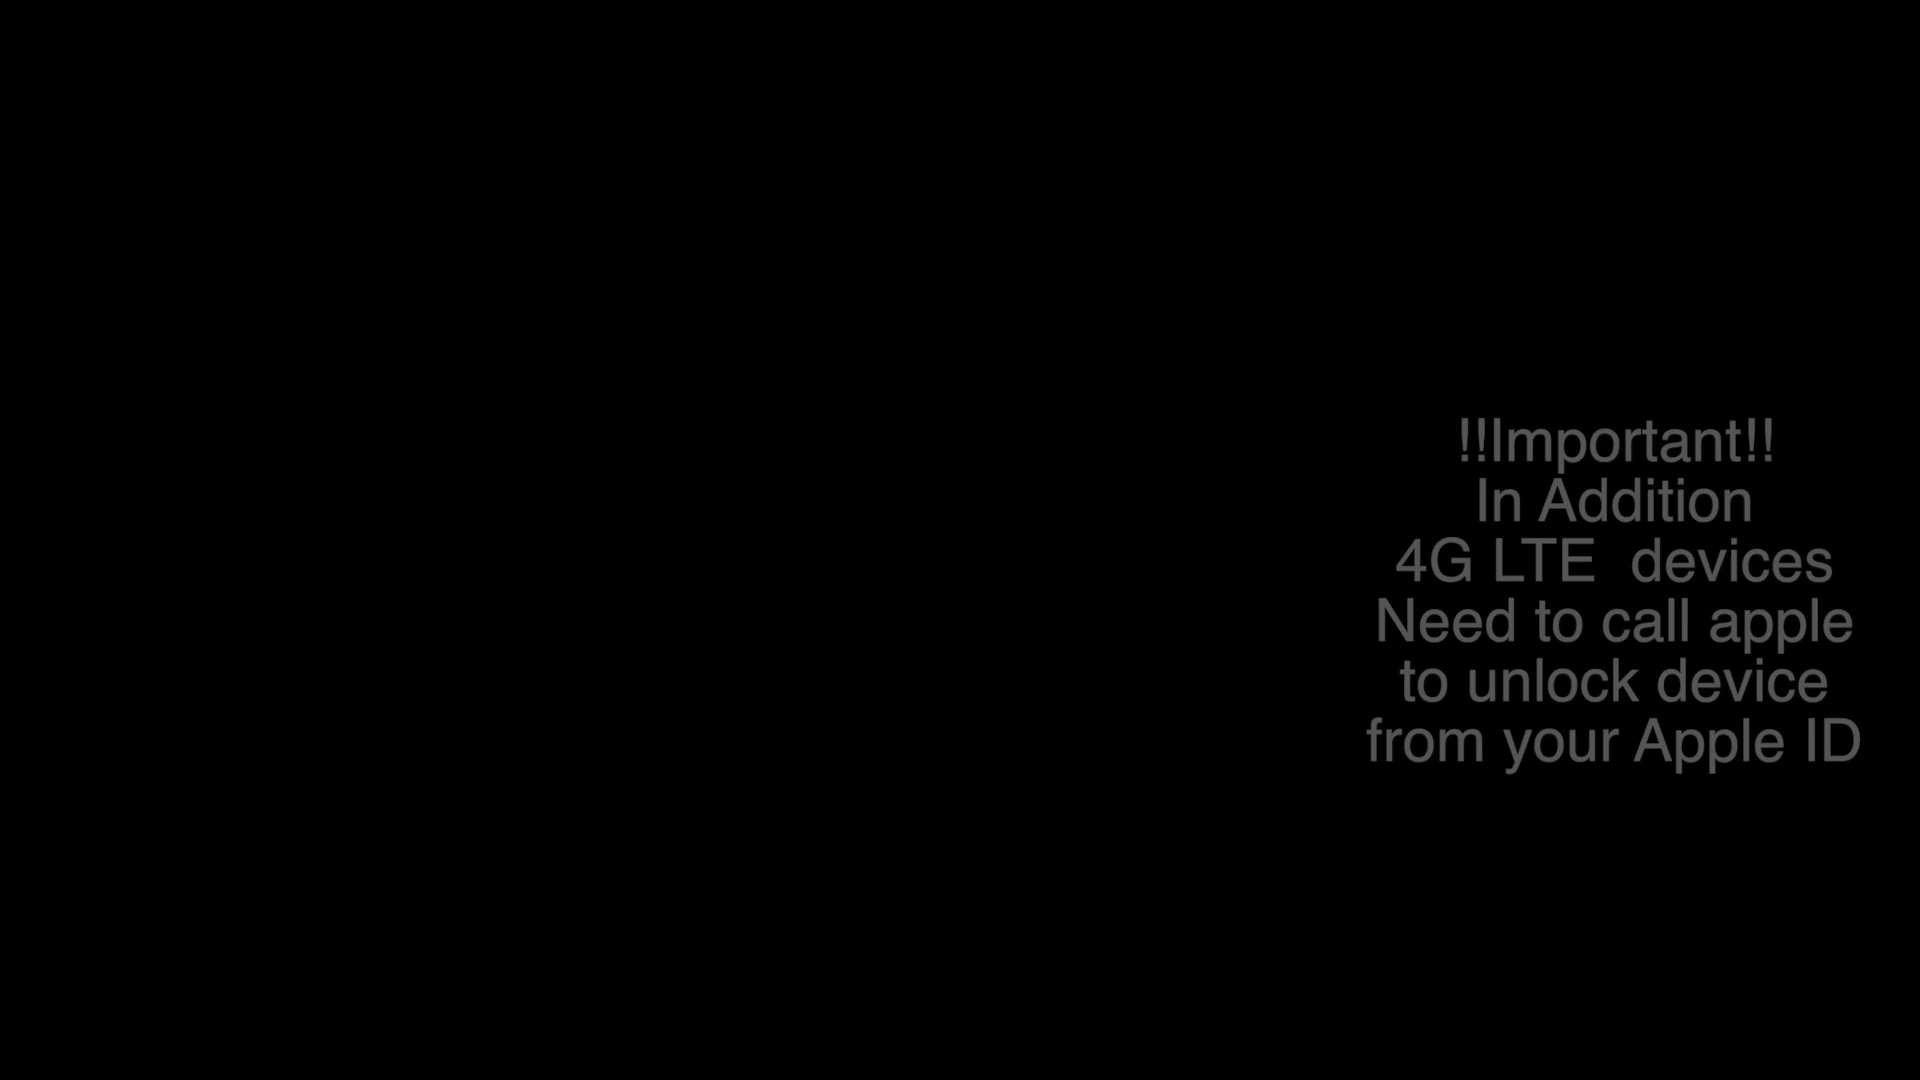 !!Important!!
In Addition
4G LTE  devices
Need to call apple
to unlock device
from your Apple ID